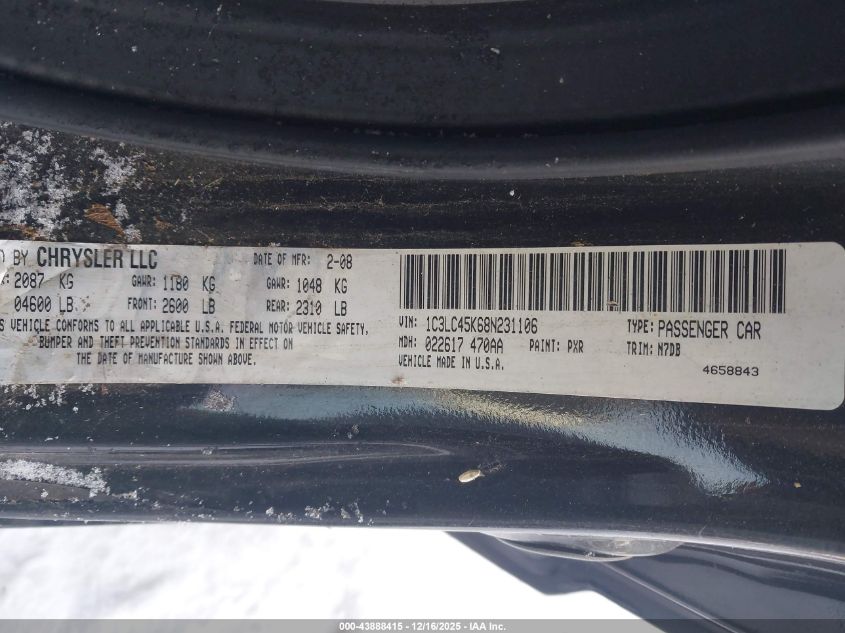 ) BY CHRYSLER LLC DATE OF MFR: 2-08
: 2087 KG GAWR: 1180 KG GAWR: 1048 KG
04600 LB FRONT: 2600 LB REAR: 2310 LB
S VEHICLE CONFORMS TO ALL APPLICABLE U.S.A. FEDERAL MOTOR VEHICLE SAFETY,
BUMPER AND THEFT PREVENTION STANDARDS IN EFFECT ON
THE DATE OF MANUFACTURE SHOWN ABOVE.
VIN: 1C3LC45K68N231106 TYPE: PASSENGER CAR
MDH: 022617 470AA PAINT: PXR TRIM: N7DB
VEHICLE MADE IN U.S.A. 4658843
000-43888415 - 12/16/2025 - IAA Inc.